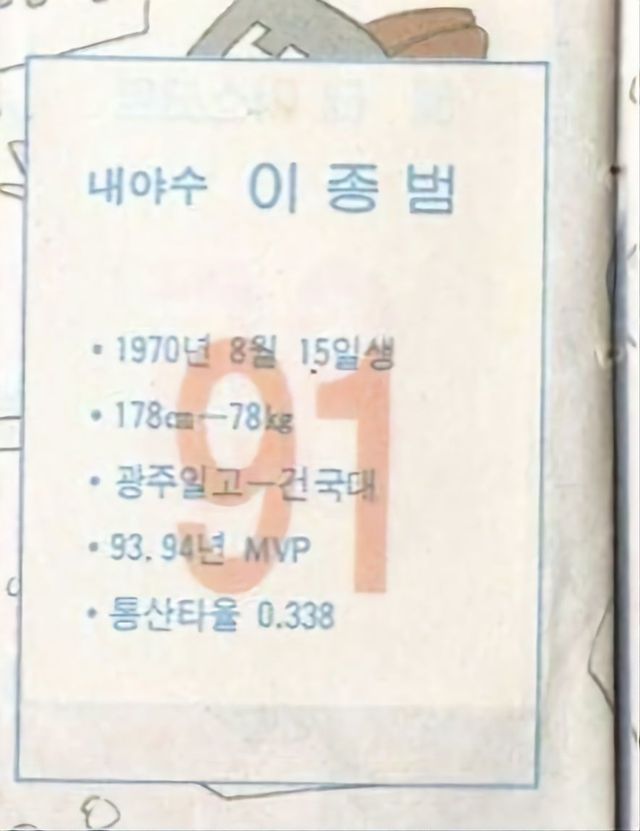 내야수 이종범
91
• 1970년 8월 15일생
• 178㎝—78㎏
• 광주일고—건국대
• 93.94년 MVP
• 통산타율 0.338